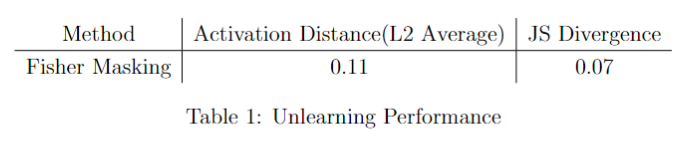 Method Activation Distance(L2 Average) JS Divergence
Fisher Masking 0.11 0.07
Table 1: Unlearning Performance